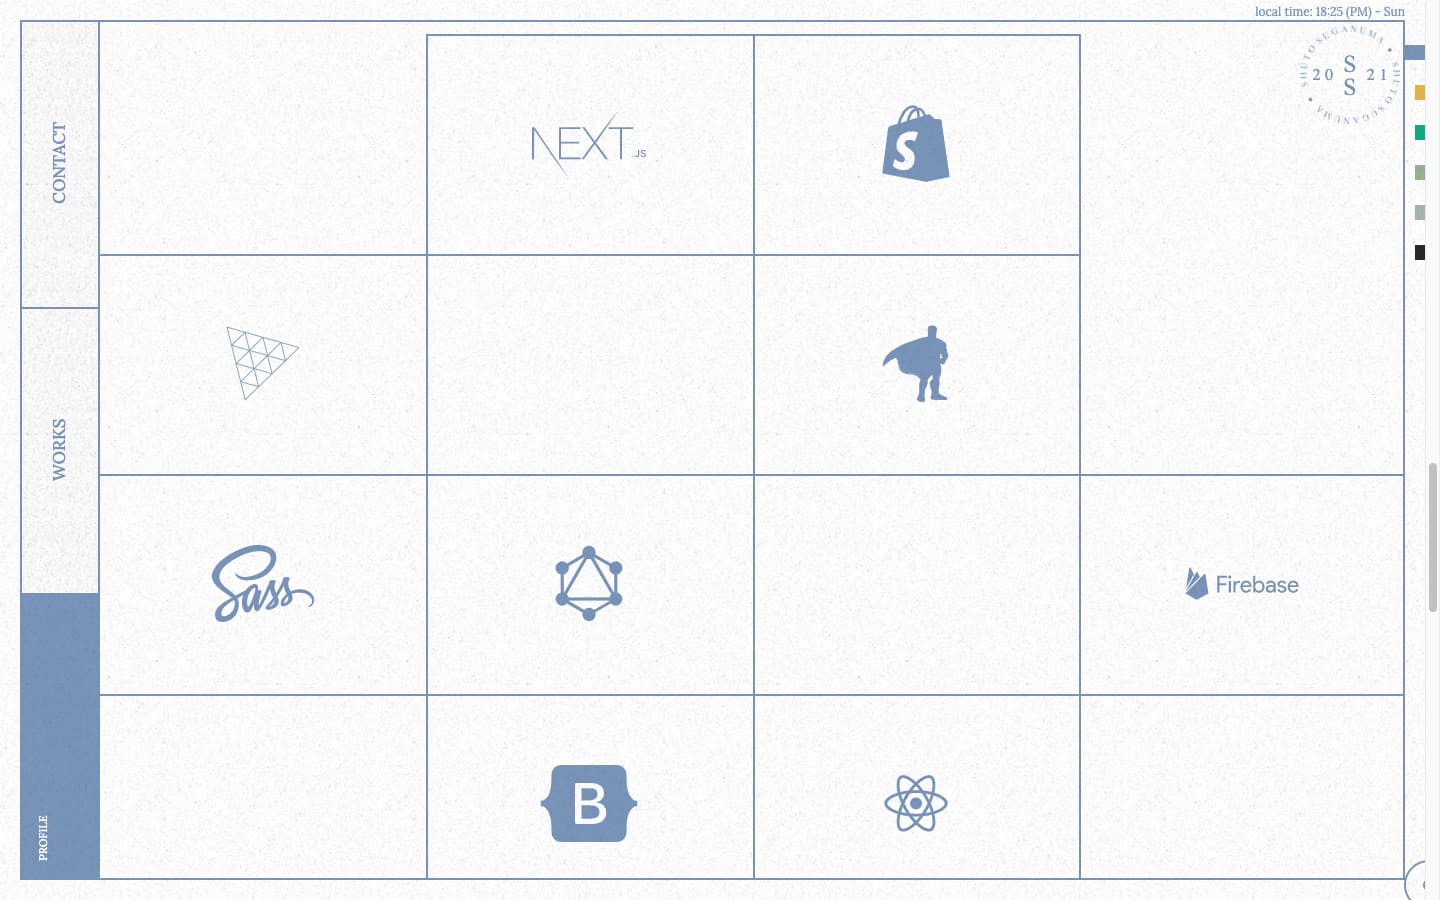 local time: 18:25 (PM) - Sun
SHUTO SUGANUMA • SHUTO SUGANUMA •
20 S S 21
CONTACT
NEXT.JS
S
WORKS
Sass
Firebase
PROFILE
B